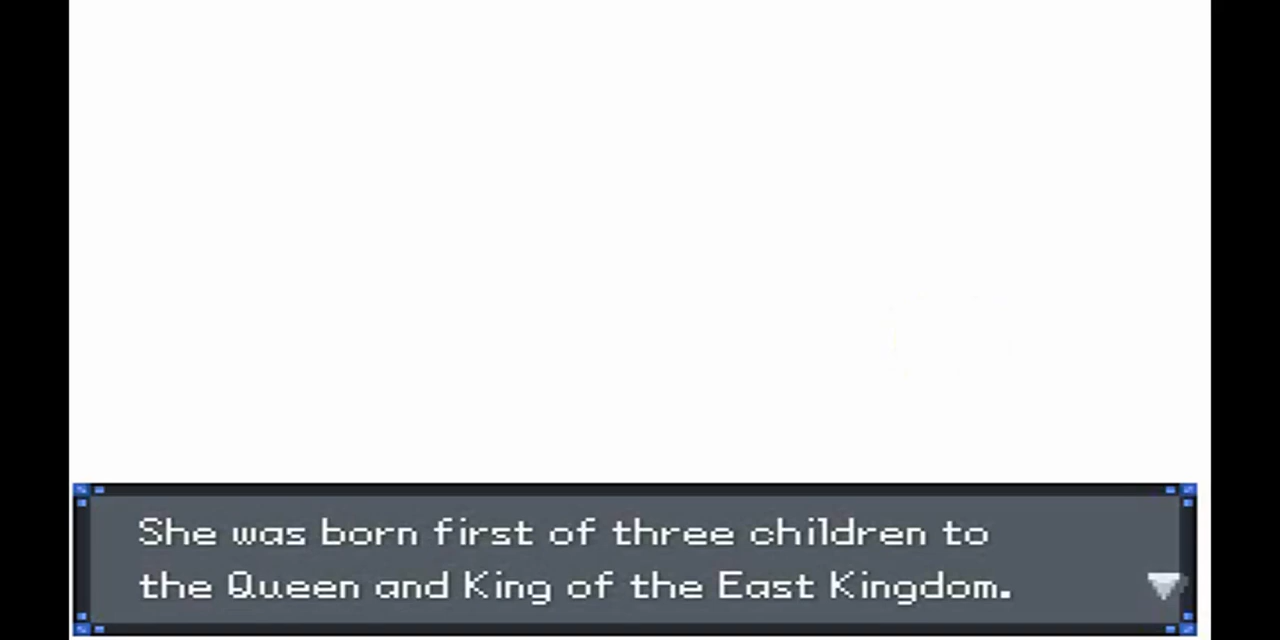 She was born first of three children to
the Queen and King of the East Kingdom.